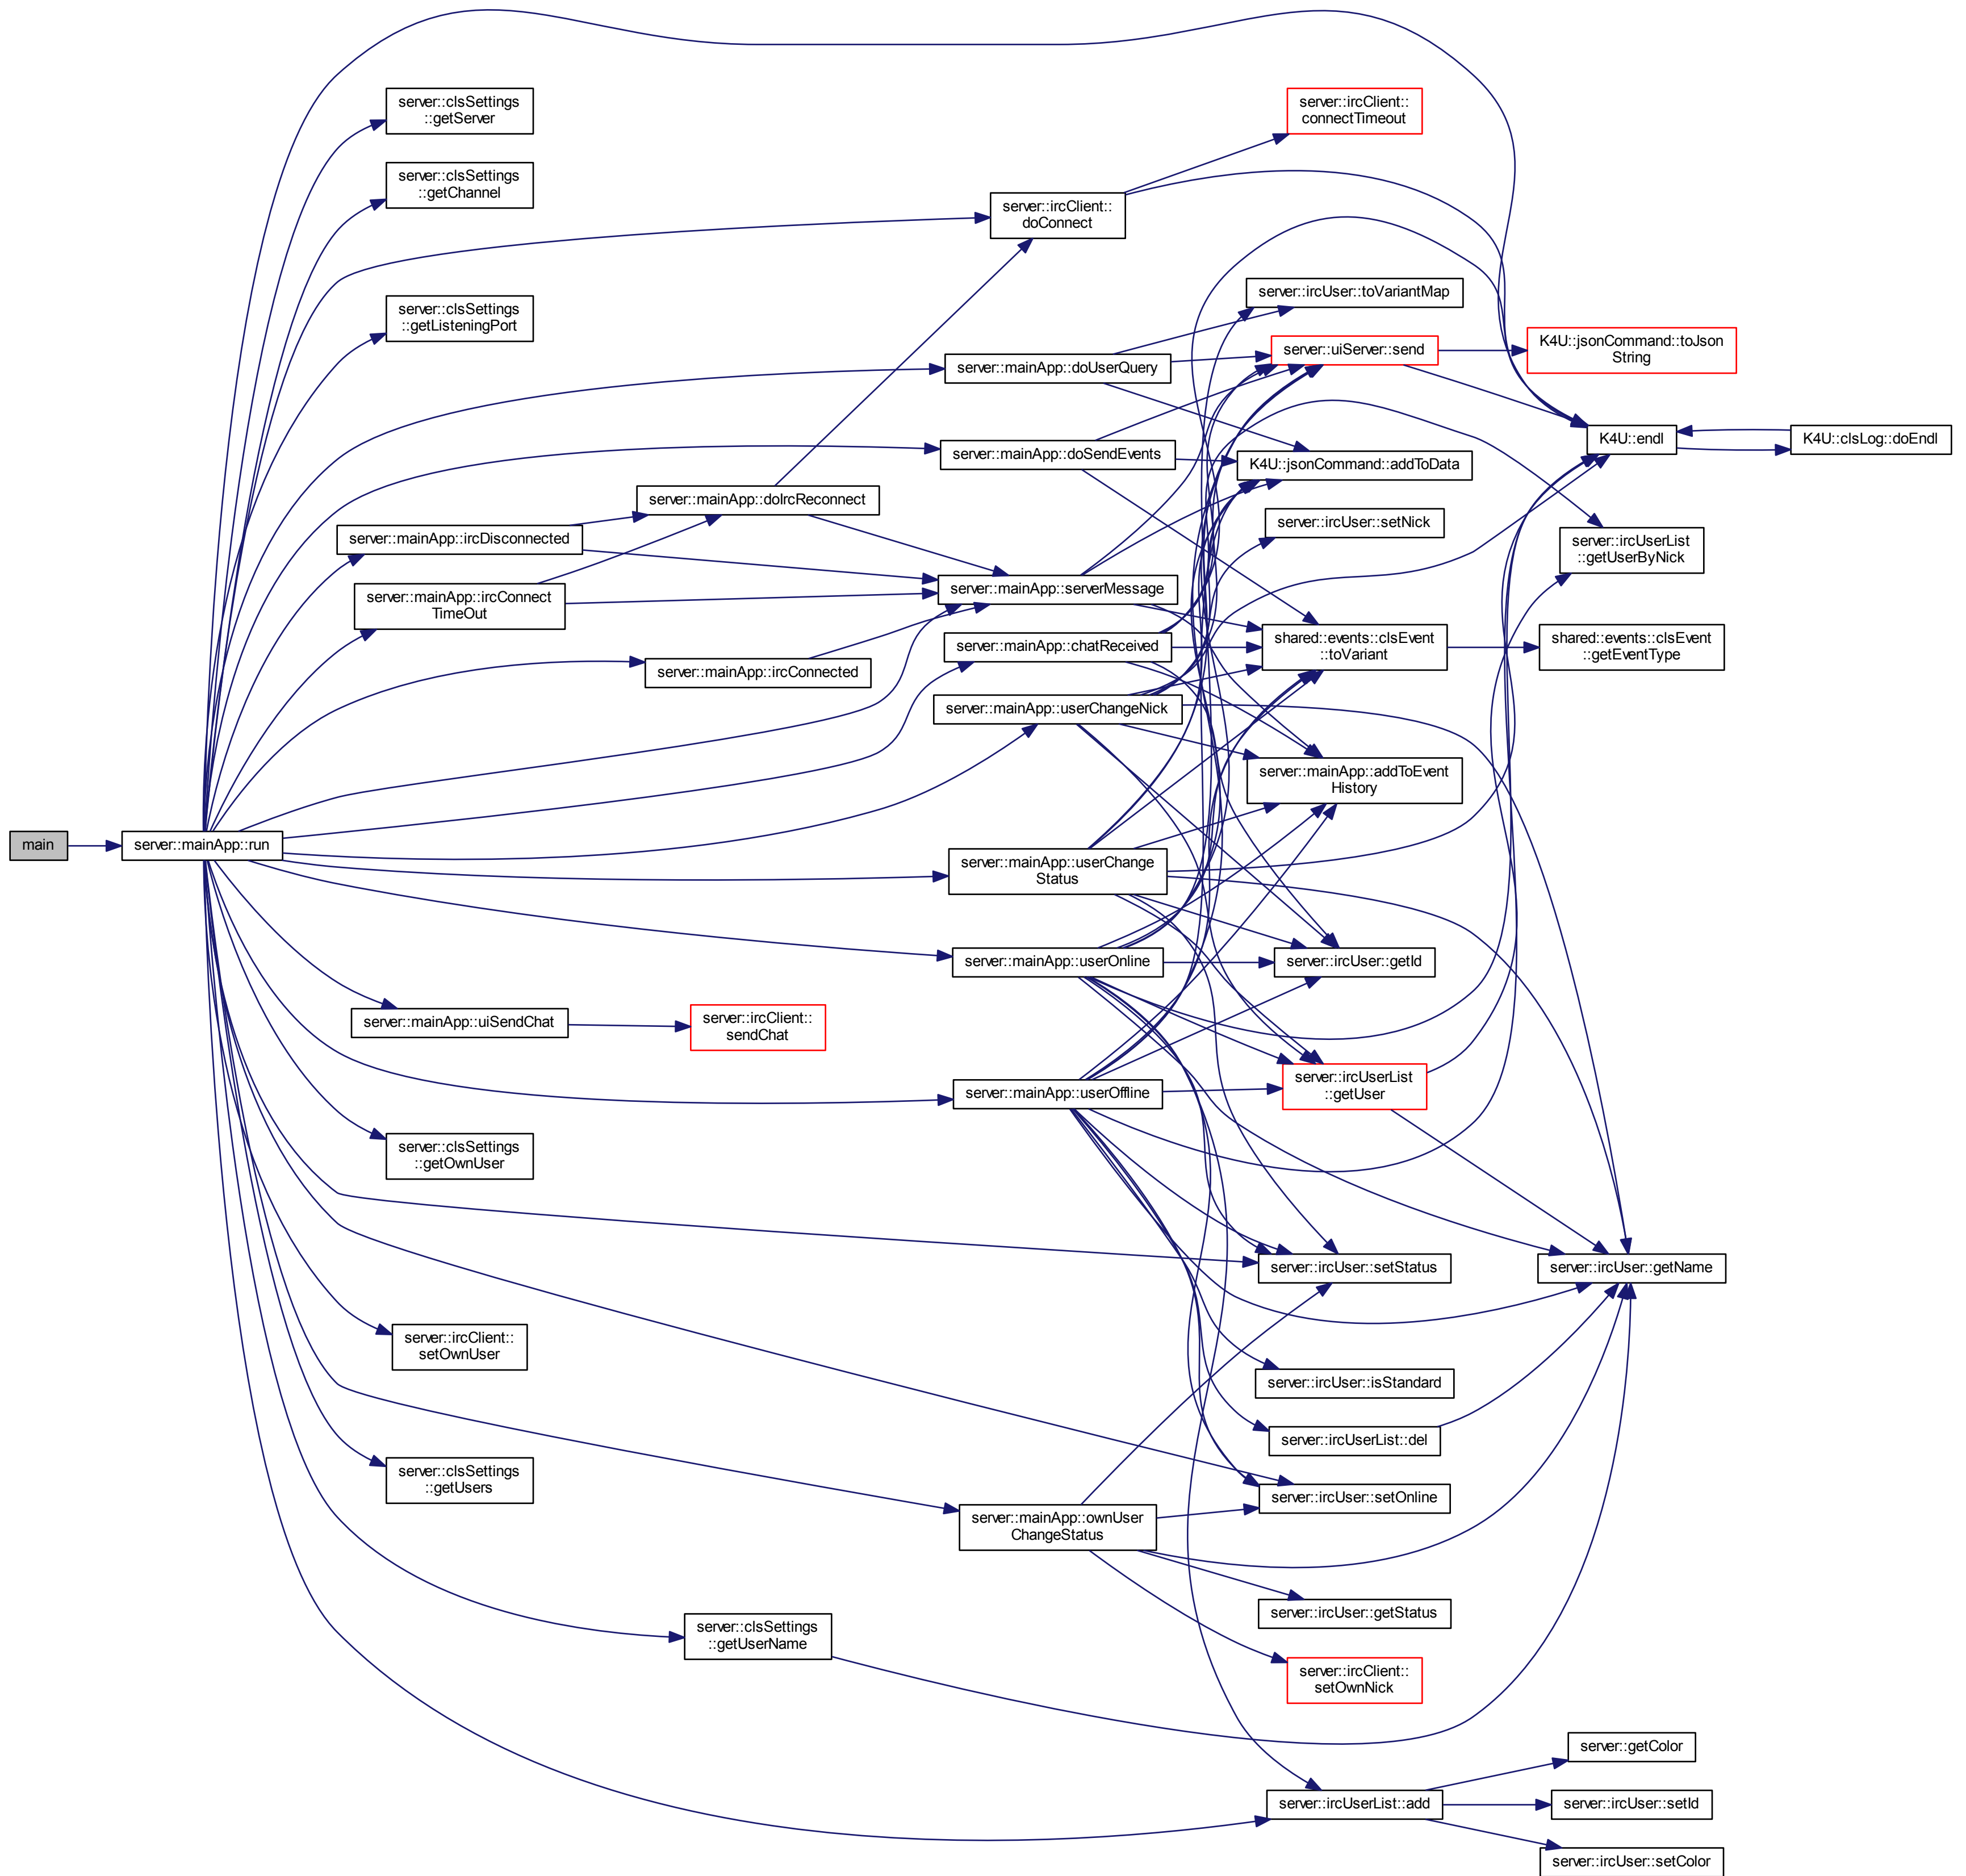 server::clsSettings
::getServer
server::ircClient::
connectTimeout
server::clsSettings
::getChannel
server::ircClient::
doConnect
server::ircUser::toVariantMap
server::clsSettings
::getListeningPort
server::uiServer::send
K4U::jsonCommand::toJson
String
server::mainApp::doUserQuery
K4U::endl
K4U::clsLog::doEndl
server::mainApp::doSendEvents
K4U::jsonCommand::addToData
server::mainApp::doIrcReconnect
server::ircUser::setNick
server::mainApp::ircDisconnected
server::ircUserList
::getUserByNick
server::mainApp::serverMessage
server::mainApp::ircConnect
TimeOut
server::mainApp::chatReceived
shared::events::clsEvent
::toVariant
shared::events::clsEvent
::getEventType
server::mainApp::ircConnected
server::mainApp::userChangeNick
server::mainApp::addToEvent
History
main
server::mainApp::run
server::mainApp::userChange
Status
server::mainApp::userOnline
server::ircUser::getId
server::mainApp::uiSendChat
server::ircClient::
sendChat
server::mainApp::userOffline
server::ircUserList
::getUser
server::clsSettings
::getOwnUser
server::ircUser::setStatus
server::ircUser::getName
server::ircClient::
setOwnUser
server::ircUser::isStandard
server::ircUserList::del
server::clsSettings
::getUsers
server::ircUser::setOnline
server::mainApp::ownUser
ChangeStatus
server::ircUser::getStatus
server::clsSettings
::getUserName
server::ircClient::
setOwnNick
server::getColor
server::ircUserList::add
server::ircUser::setId
server::ircUser::setColor